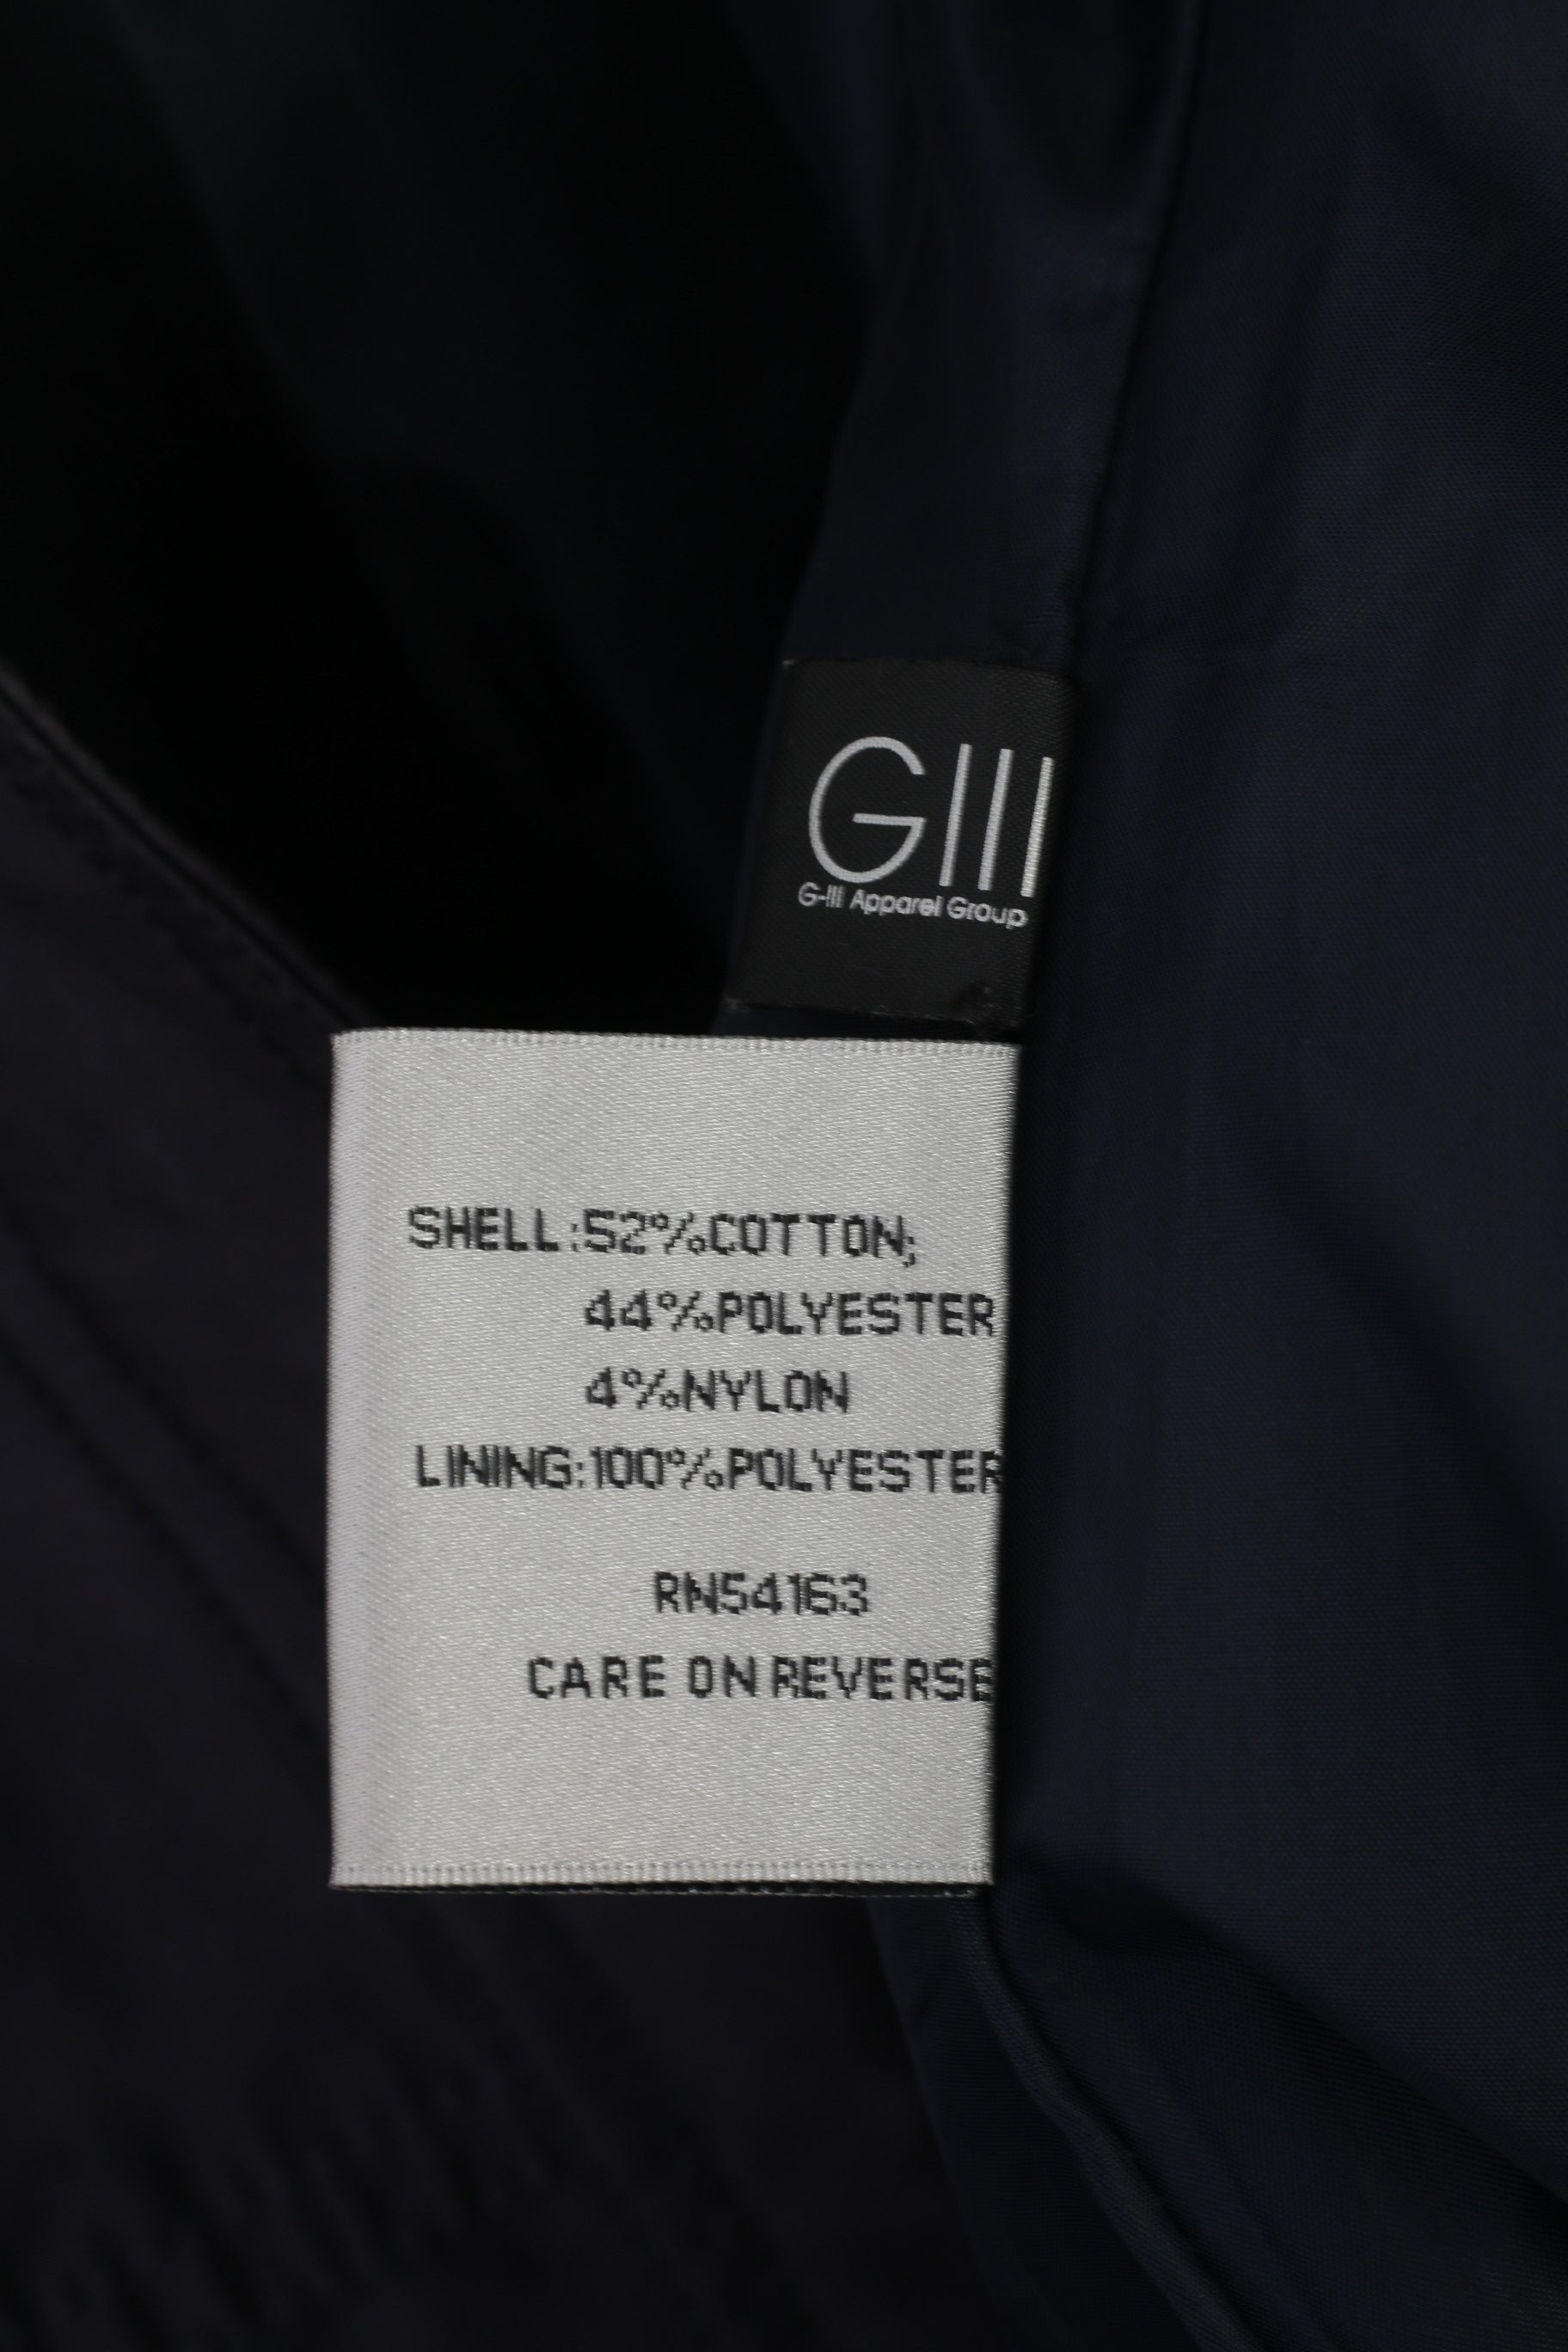 GIII
G-III Apparel Group
SHELL:52%COTTON;
44%POLYESTER
4%NYLON
LINING:100%POLYESTER
RN54163
CARE ON REVERSE